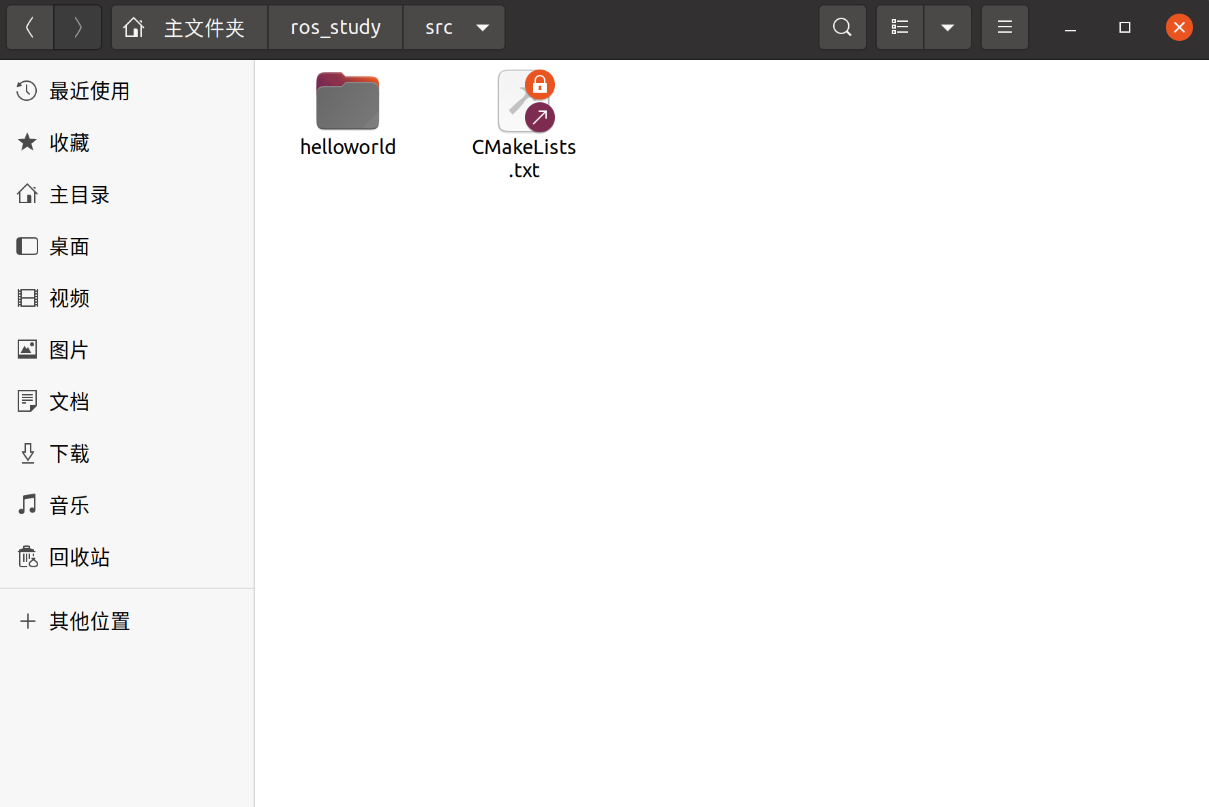 主文件夹 ros_study src
最近使用
收藏
主目录
桌面
视频
图片
文档
下载
音乐
回收站
其他位置
helloworld
CMakeLists
.txt